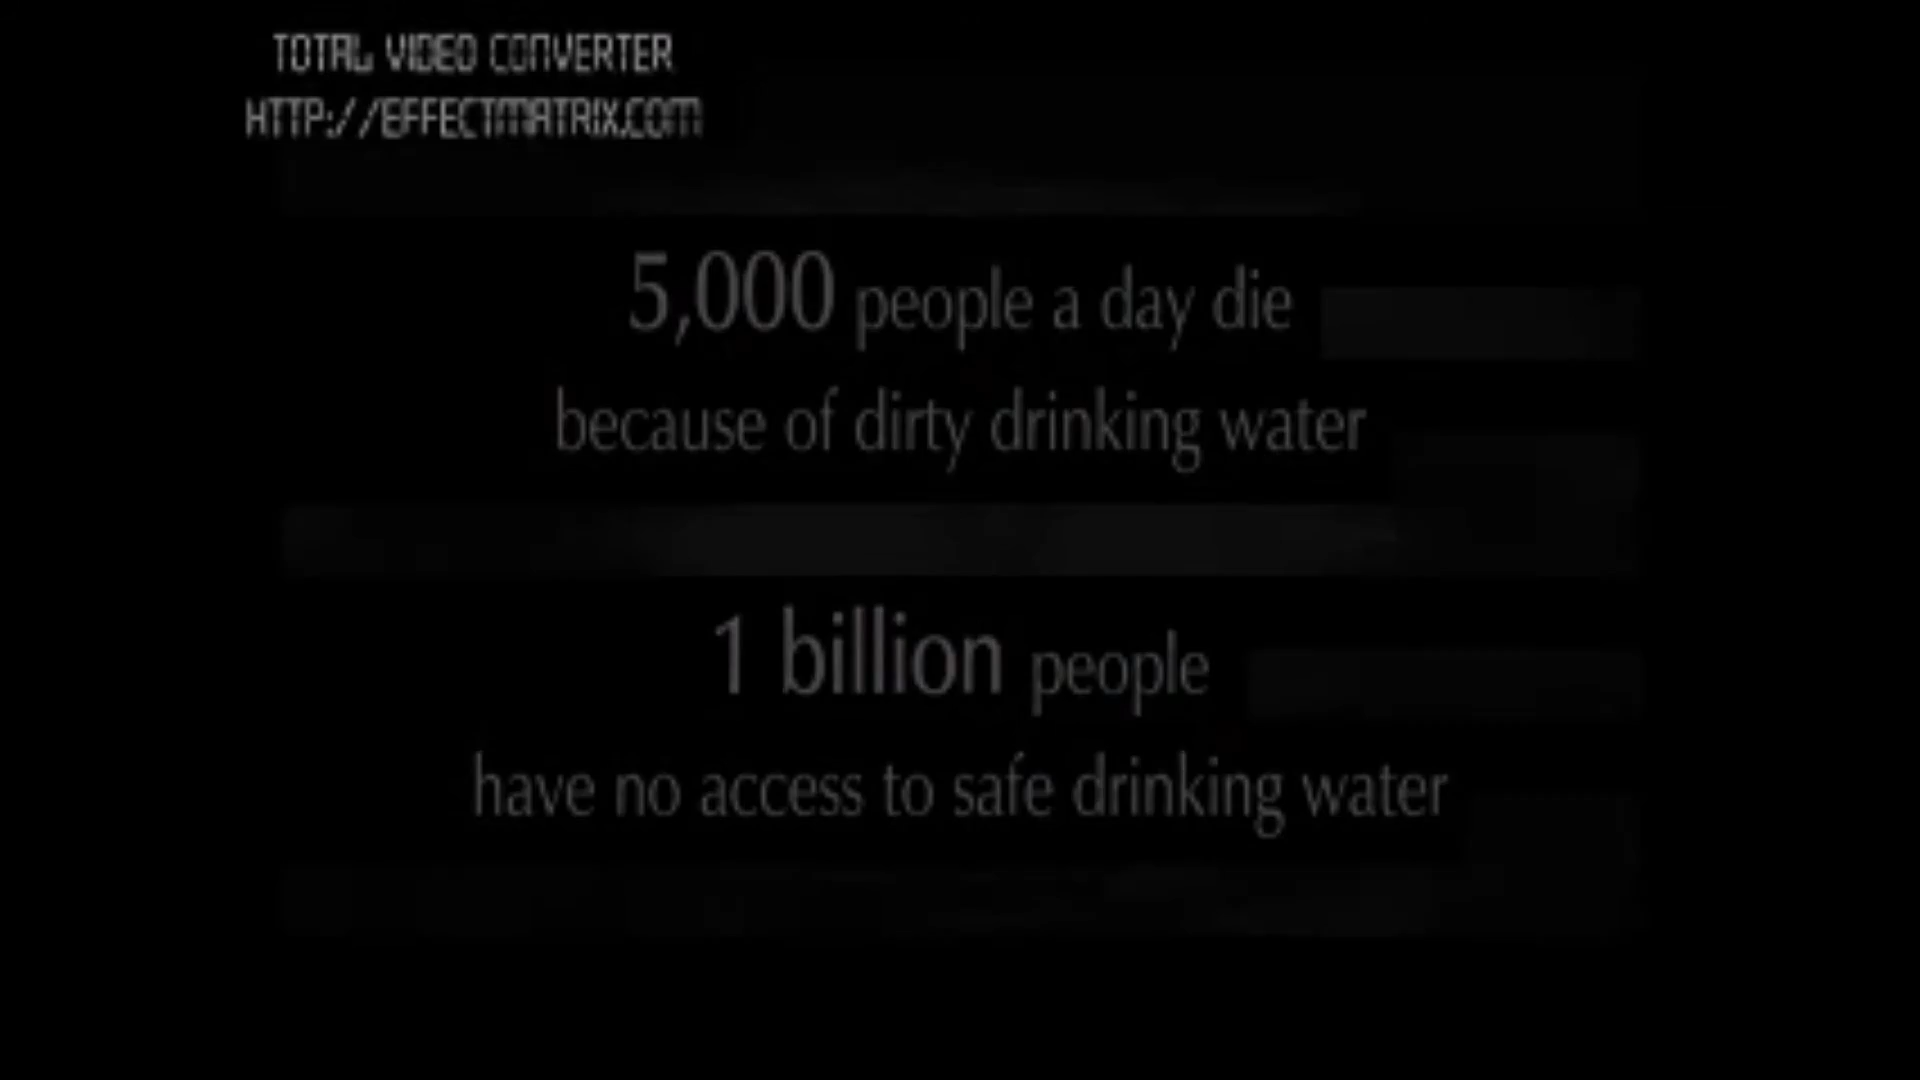 TOTAL VIDEO CONVERTER
HTTP://EFFECTMATRIX.COM
5,000 people a day die
because of dirty drinking water
1 billion people
have no access to safe drinking water